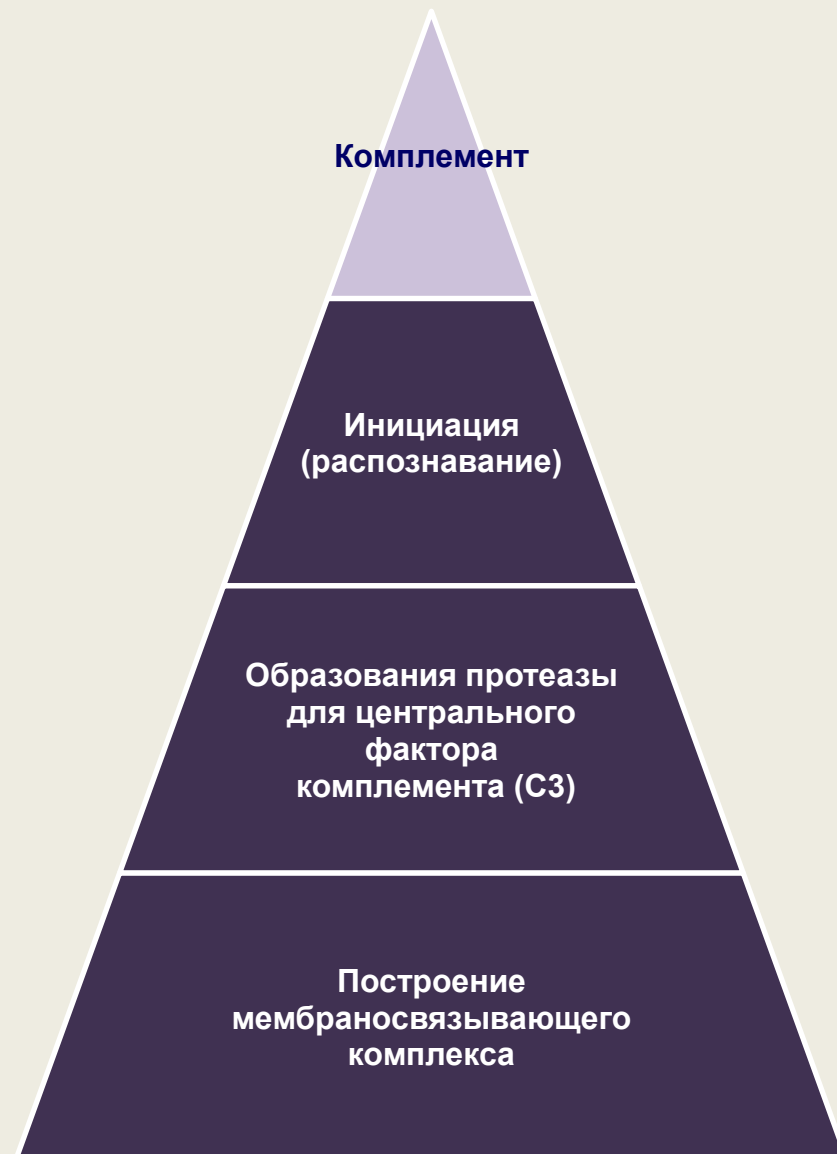 Комплемент
Инициация
(распознавание)
Образования протеазы
для центрального
фактора
комплемента (С3)
Построение
мембраносвязывающего
комплекса